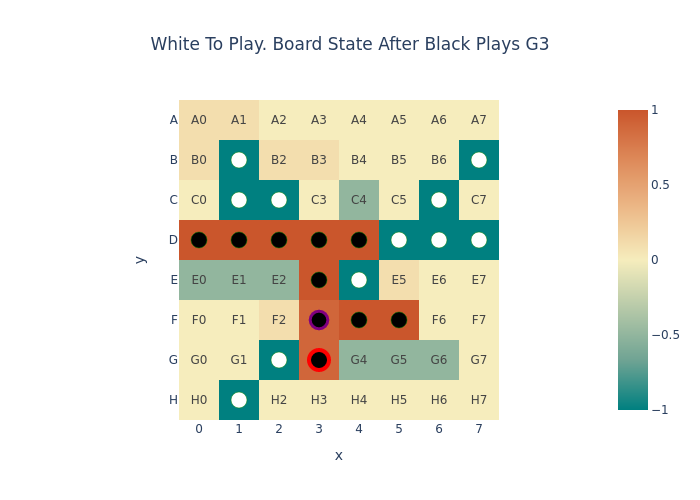 White To Play. Board State After Black Plays G3
A A0 A1 A2 A3 A4 A5 A6 A7
B B0 B2 B3 B4 B5 B6
C C0 C3 C4 C5 C7
D
E E0 E1 E2 E5 E6 E7
F F0 F1 F2 F6 F7
G G0 G1 G4 G5 G6 G7
H H0 H2 H3 H4 H5 H6 H7
0 1 2 3 4 5 6 7
x
y
1
0.5
0
−0.5
−1